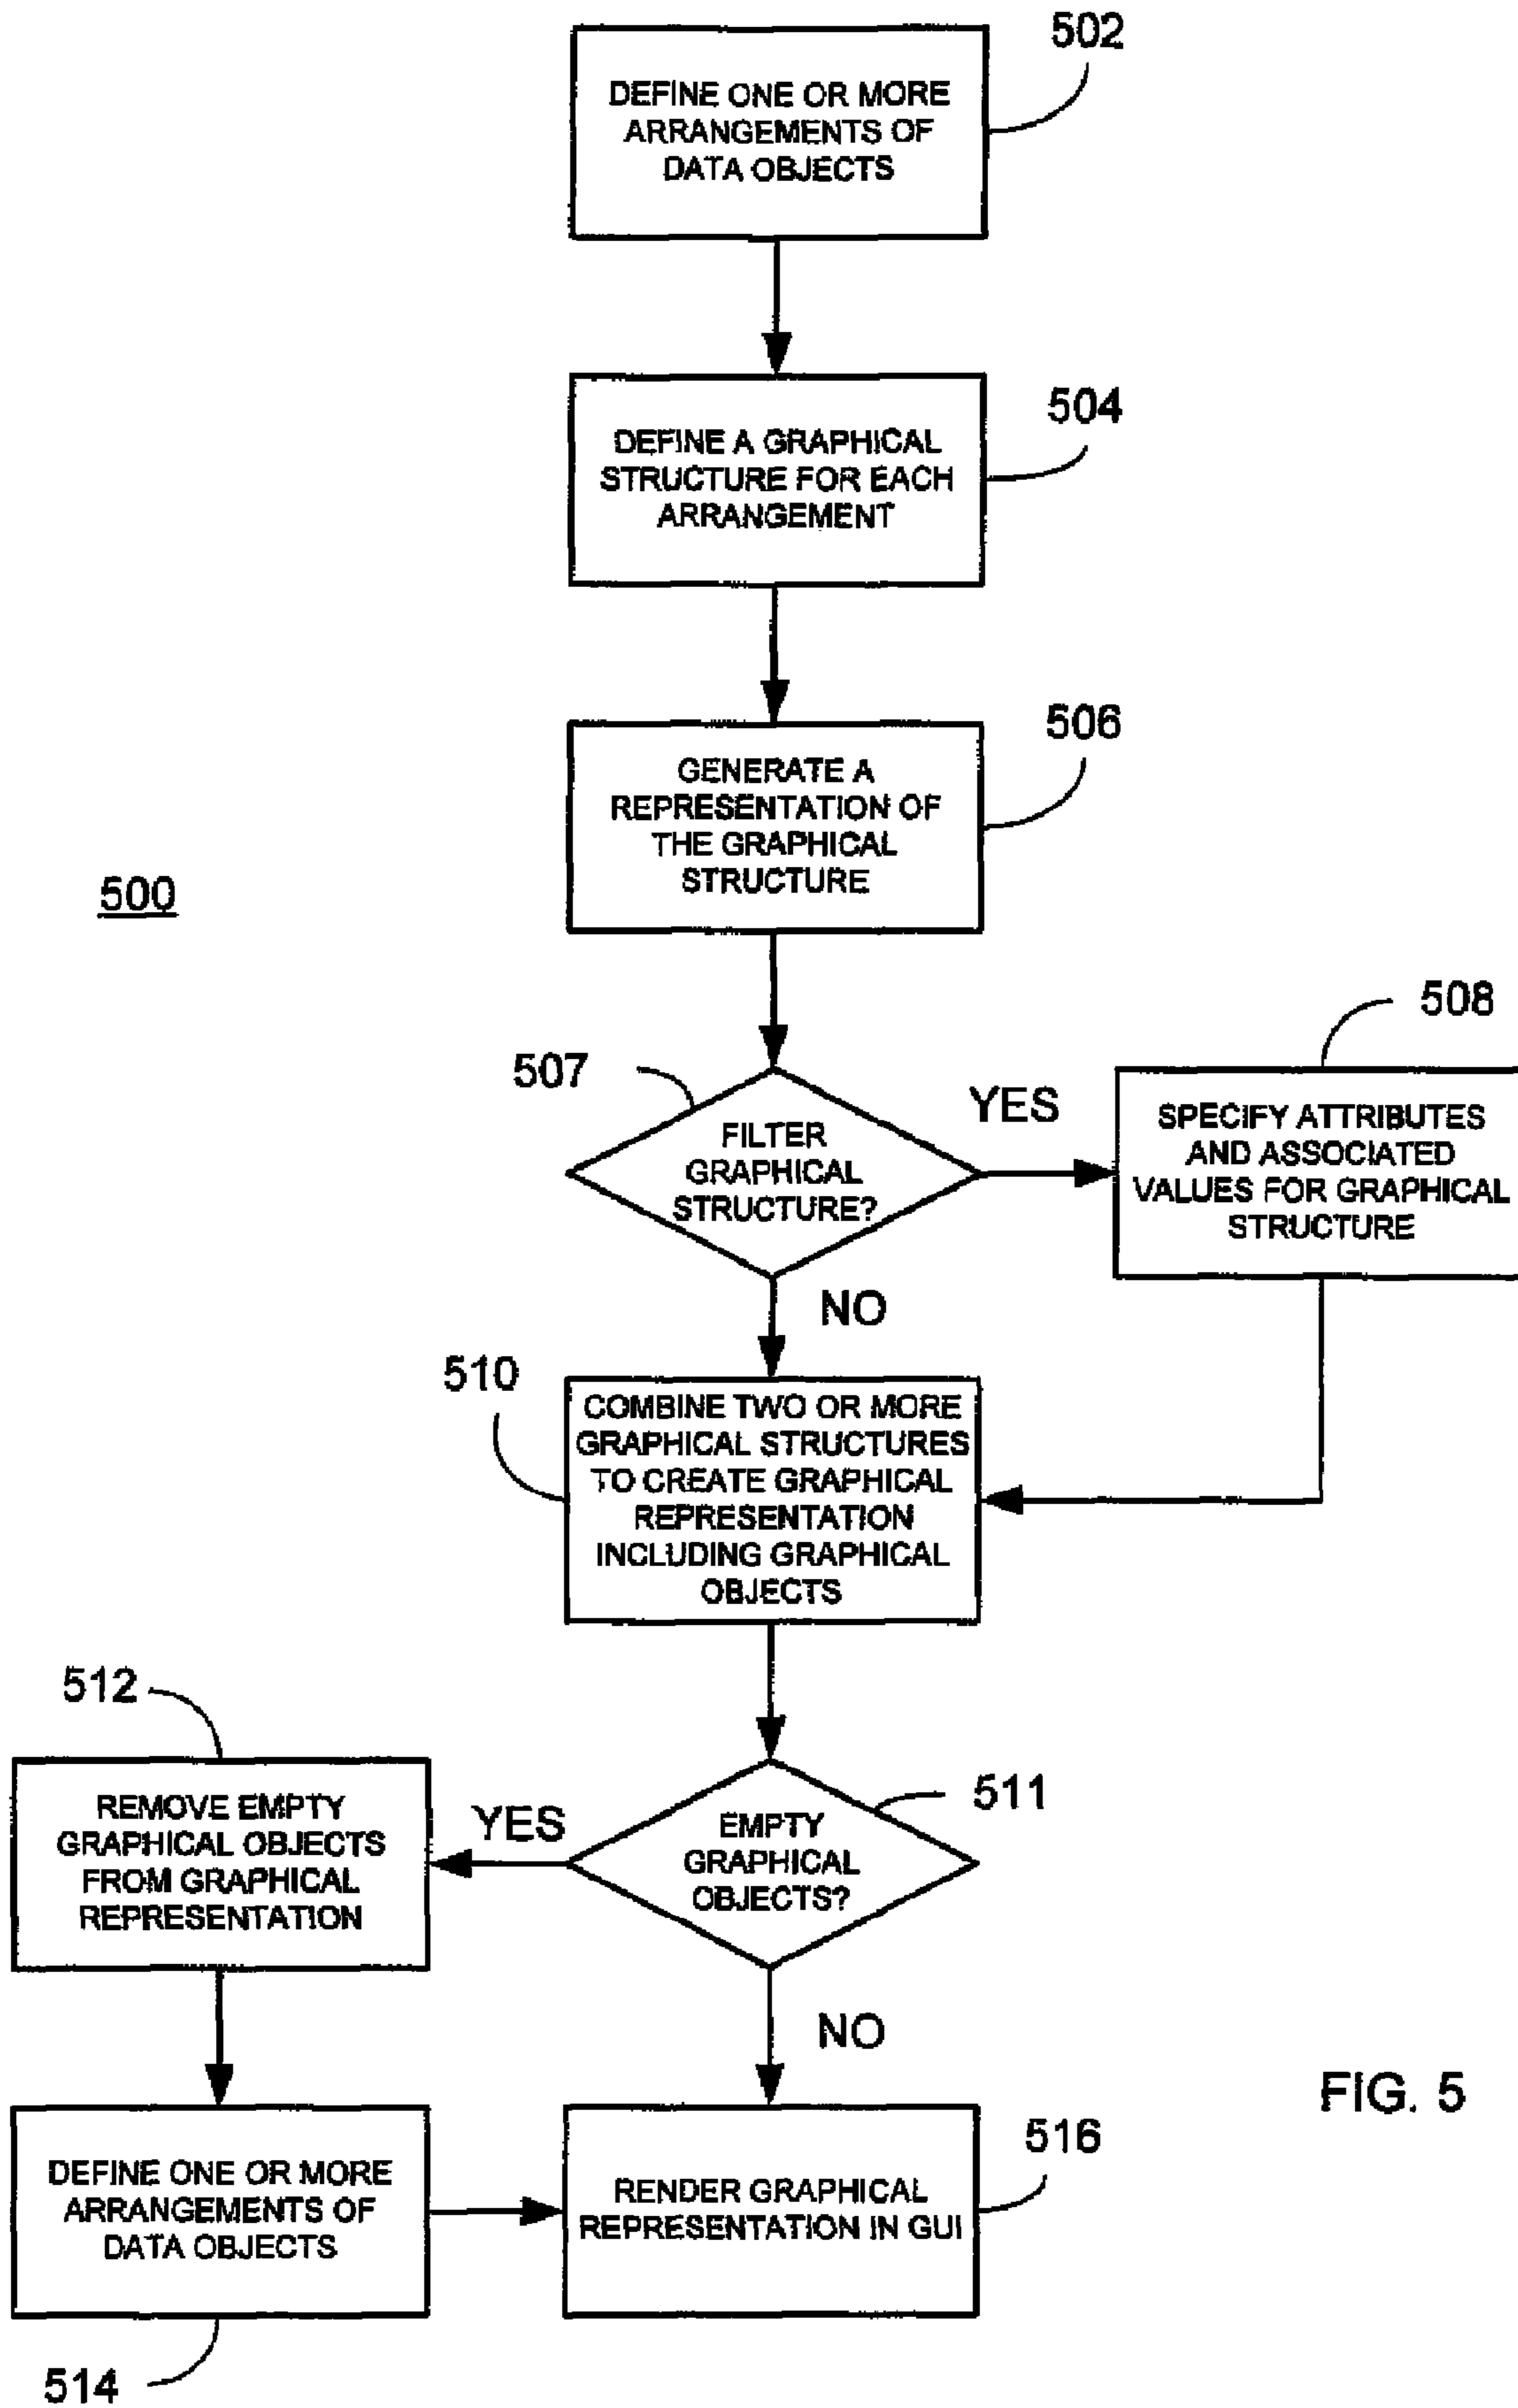 502
DEFINE ONE OR MORE
ARRANGEMENTS OF
DATA OBJECTS
504
DEFINE A GRAPHICAL
STRUCTURE FOR EACH
ARRANGEMENT
506
GENERATE A
REPRESENTATION OF
THE GRAPHICAL
STRUCTURE
500
507
FILTER
GRAPHICAL
STRUCTURE?
YES
508
SPECIFY ATTRIBUTES
AND ASSOCIATED
VALUES FOR GRAPHICAL
STRUCTURE
NO
510
COMBINE TWO OR MORE
GRAPHICAL STRUCTURES
TO CREATE GRAPHICAL
REPRESENTATION
INCLUDING GRAPHICAL
OBJECTS
511
EMPTY
GRAPHICAL
OBJECTS?
YES
512
REMOVE EMPTY
GRAPHICAL OBJECTS
FROM GRAPHICAL
REPRESENTATION
NO
514
DEFINE ONE OR MORE
ARRANGEMENTS OF
DATA OBJECTS
516
RENDER GRAPHICAL
REPRESENTATION IN GUI
FIG. 5